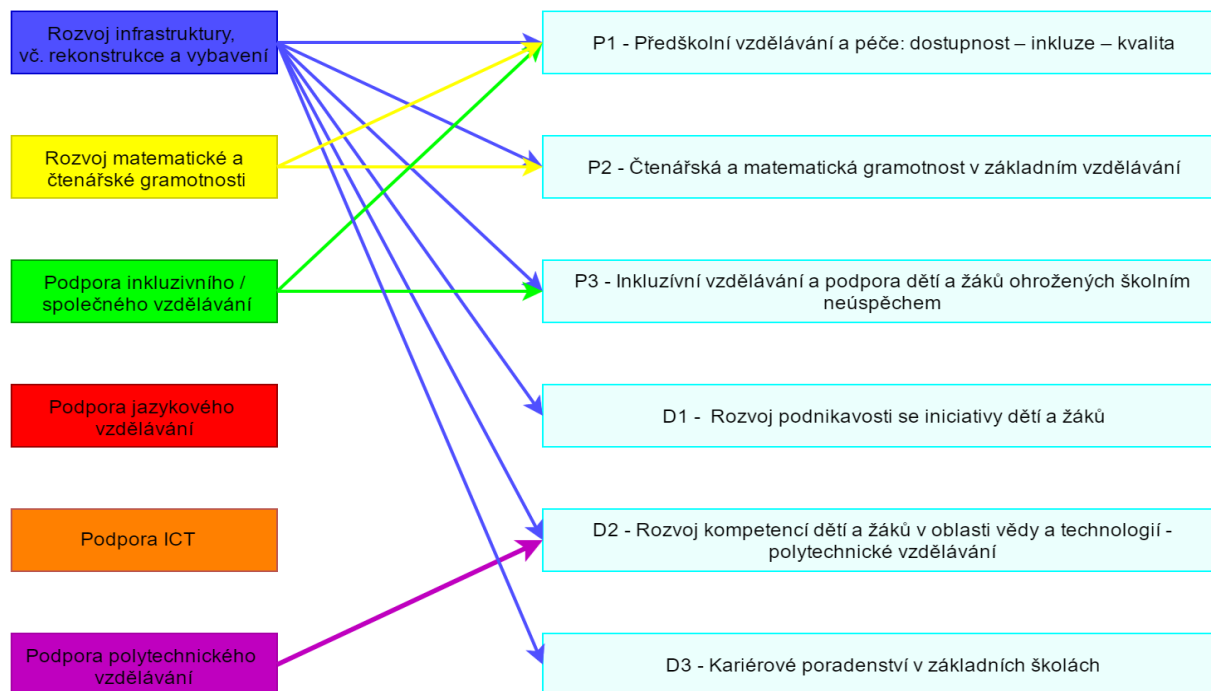 Rozvoj infrastruktury,
vč. rekonstrukce a vybavení
P1 - Předškolní vzdělávání a péče: dostupnost – inkluze – kvalita
Rozvoj matematické a
čtenářské gramotnosti
P2 - Čtenářská a matematická gramotnost v základním vzdělávání
Podpora inkluzivního /
společného vzdělávání
P3 - Inkluzívní vzdělávání a podpora dětí a žáků ohrožených školním
neúspěchem
Podpora jazykového
vzdělávání
D1 - Rozvoj podnikavosti se iniciativy dětí a žáků
Podpora ICT
D2 - Rozvoj kompetencí dětí a žáků v oblasti vědy a technologií -
polytechnické vzdělávání
Podpora polytechnického
vzdělávání
D3 - Kariérové poradenství v základních školách